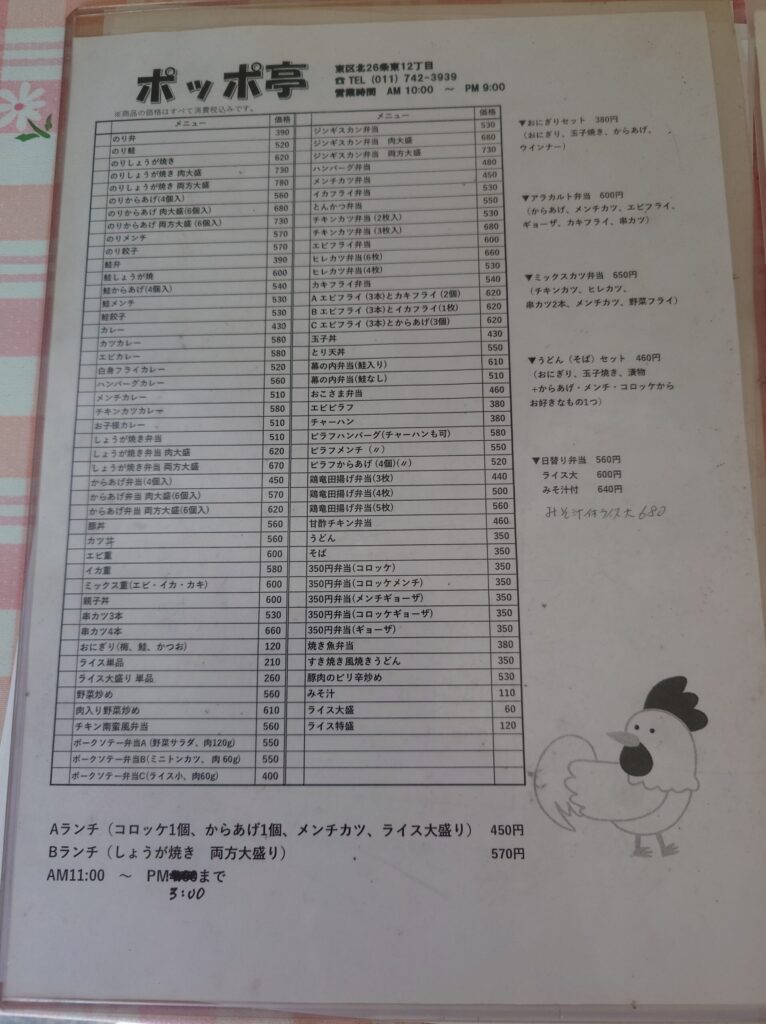 ポッポ亭
東区北26条東12丁目
☎ TEL (011) 742-3939
営業時間 AM 10:00 ～ PM 9:00
※商品の価格はすべて消費税込みです。
メニュー 価格
のり弁 390
のり鮭 520
のりしょうが焼き 620
のりしょうが焼き 肉大盛 730
のりしょうが焼き 両方大盛 780
のりからあげ(4個入) 560
のりからあげ 肉大盛(6個入) 680
のりからあげ 両方大盛 (6個入) 730
のりメンチ 570
のり餃子 570
鮭弁 390
鮭しょうが焼 600
鮭からあげ(4個入) 540
鮭メンチ 530
鮭餃子 530
カレー 430
カツカレー 580
エビカレー 580
白身フライカレー 520
ハンバーグカレー 560
メンチカレー 510
チキンカツカレー 580
お子様カレー 510
しょうが焼き弁当 510
しょうが焼き弁当 肉大盛 620
しょうが焼き弁当 両方大盛 670
からあげ弁当(4個入) 450
からあげ弁当 肉大盛(6個入) 570
からあげ弁当 両方大盛(6個入) 620
豚丼 560
カツ丼 560
エビ重 600
イカ重 580
ミックス重(エビ・イカ・カキ) 600
親子丼 600
串カツ3本 530
串カツ4本 660
おにぎり(梅、鮭、かつお) 120
ライス単品 210
ライス大盛り 単品 260
野菜炒め 560
肉入り野菜炒め 610
チキン南蛮風弁当 560
ポークソテー弁当A (野菜サラダ、肉120g) 550
ポークソテー弁当B(ミニトンカツ、 肉 60g) 550
ポークソテー弁当C(ライス小、肉60g) 400
メニュー 価格
ジンギスカン弁当 530
ジンギスカン弁当 肉大盛 680
ジンギスカン弁当 両方大盛 730
ハンバーグ弁当 480
メンチカツ弁当 450
イカフライ弁当 530
とんかつ弁当 550
チキンカツ弁当 (2枚入) 530
チキンカツ弁当 (3枚入) 680
エビフライ弁当 600
ヒレカツ弁当(6枚) 660
ヒレカツ弁当(4枚) 530
カキフライ弁当 540
A エビフライ (3本)とカキフライ (2個) 620
B エビフライ (3本)とイカフライ(1枚) 620
C エビフライ (3本)とからあげ(3個) 620
玉子丼 430
とり天丼 550
幕の内弁当(鮭入り) 610
幕の内弁当(鮭なし) 510
おこさま弁当 460
エビピラフ 380
チャーハン 380
ピラフハンバーグ(チャーハンも可) 580
ピラフメンチ (〃) 550
ピラフからあげ (4個)(〃) 520
鶏竜田揚げ弁当(3枚) 440
鶏竜田揚げ弁当(4枚) 500
鶏竜田揚げ弁当(5枚) 560
甘酢チキン弁当 460
うどん 350
そば 350
350円弁当(コロッケ) 350
350円弁当(コロッケメンチ) 350
350円弁当(メンチギョーザ) 350
350円弁当(コロッケギョーザ) 350
350円弁当(ギョーザ) 350
焼き魚弁当 380
すき焼き風焼きうどん 350
豚肉のピリ辛炒め 530
みそ汁 110
ライス大盛 60
ライス特盛 120
▼おにぎりセット 380円
(おにぎり、玉子焼き、からあげ、
ウインナー)
▼アラカルト弁当 600円
(からあげ、メンチカツ、エビフライ、
ギョーザ、カキフライ、串カツ)
▼ミックスカツ弁当 650円
(チキンカツ、ヒレカツ、
串カツ2本、メンチカツ、野菜フライ)
▼うどん (そば) セット 460円
(おにぎり、玉子焼き、漬物
+からあげ・メンチ・コロッケから
お好きなもの1つ)
▼日替り弁当 560円
ライス大 600円
みそ汁付 640円
みそ汁付ライス大 680
Aランチ (コロッケ1個、からあげ1個、メンチカツ、ライス大盛り) 450円
Bランチ (しょうが焼き 両方大盛り) 570円
AM11:00 ～ PM まで
3:00